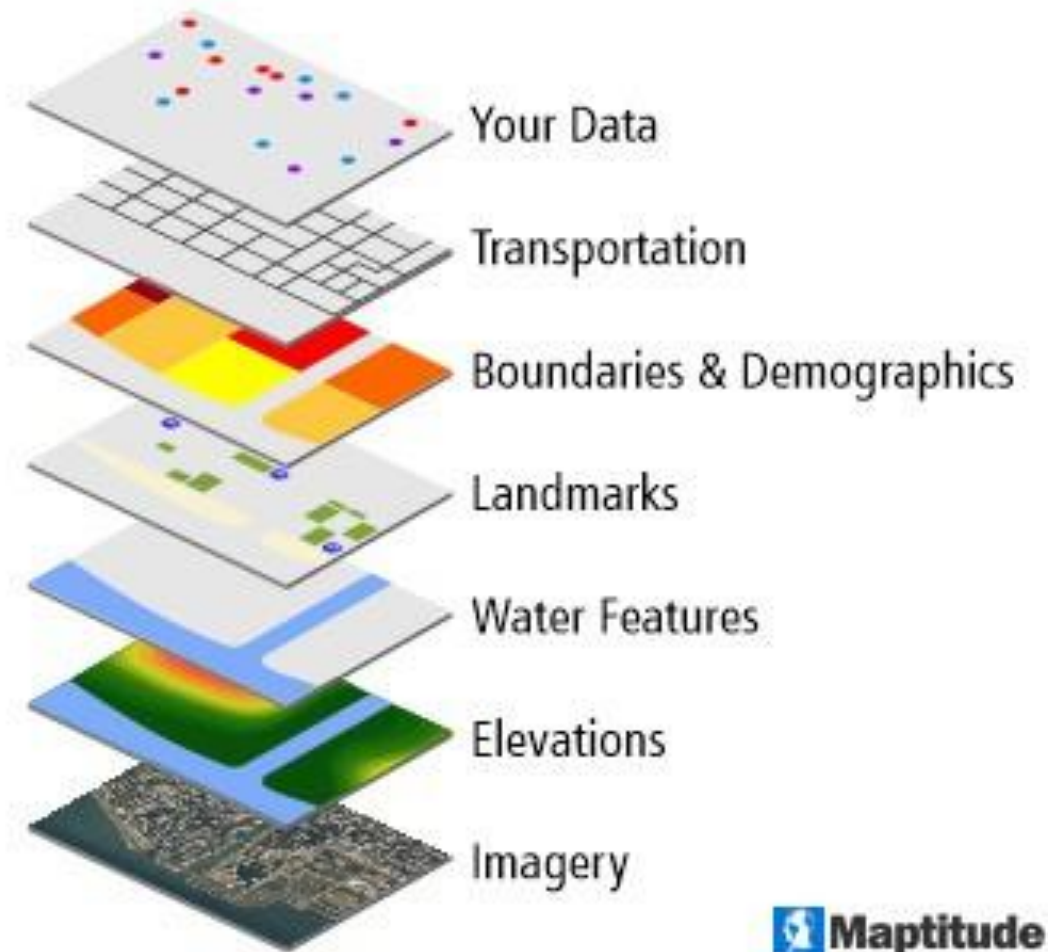 Your Data
Transportation
Boundaries & Demographics
Landmarks
Water Features
Elevations
Imagery
Maptitude